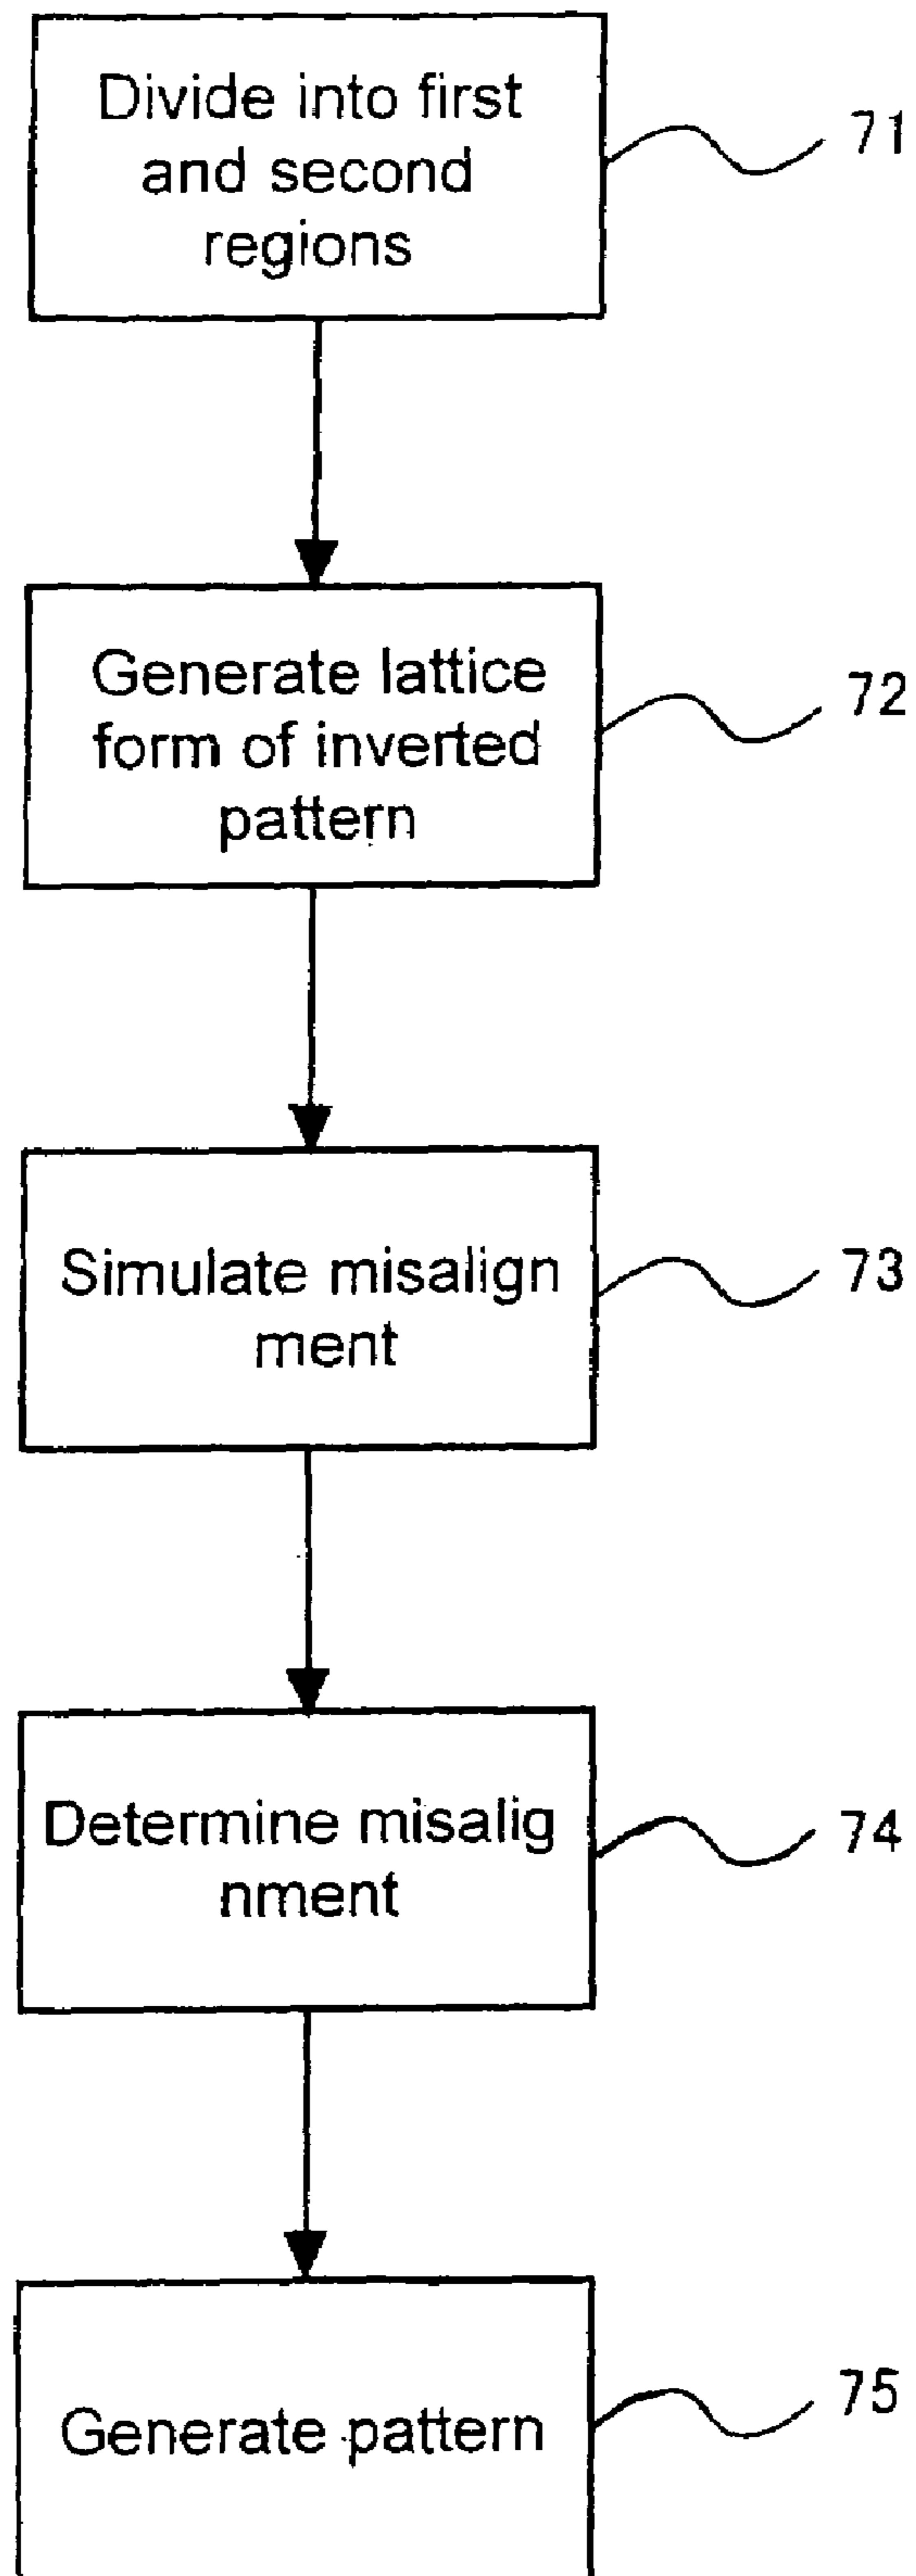 Divide into first
and second
regions
71
Generate lattice
form of inverted
pattern
72
Simulate misalign
ment
73
Determine misalig
nment
74
Generate pattern
75